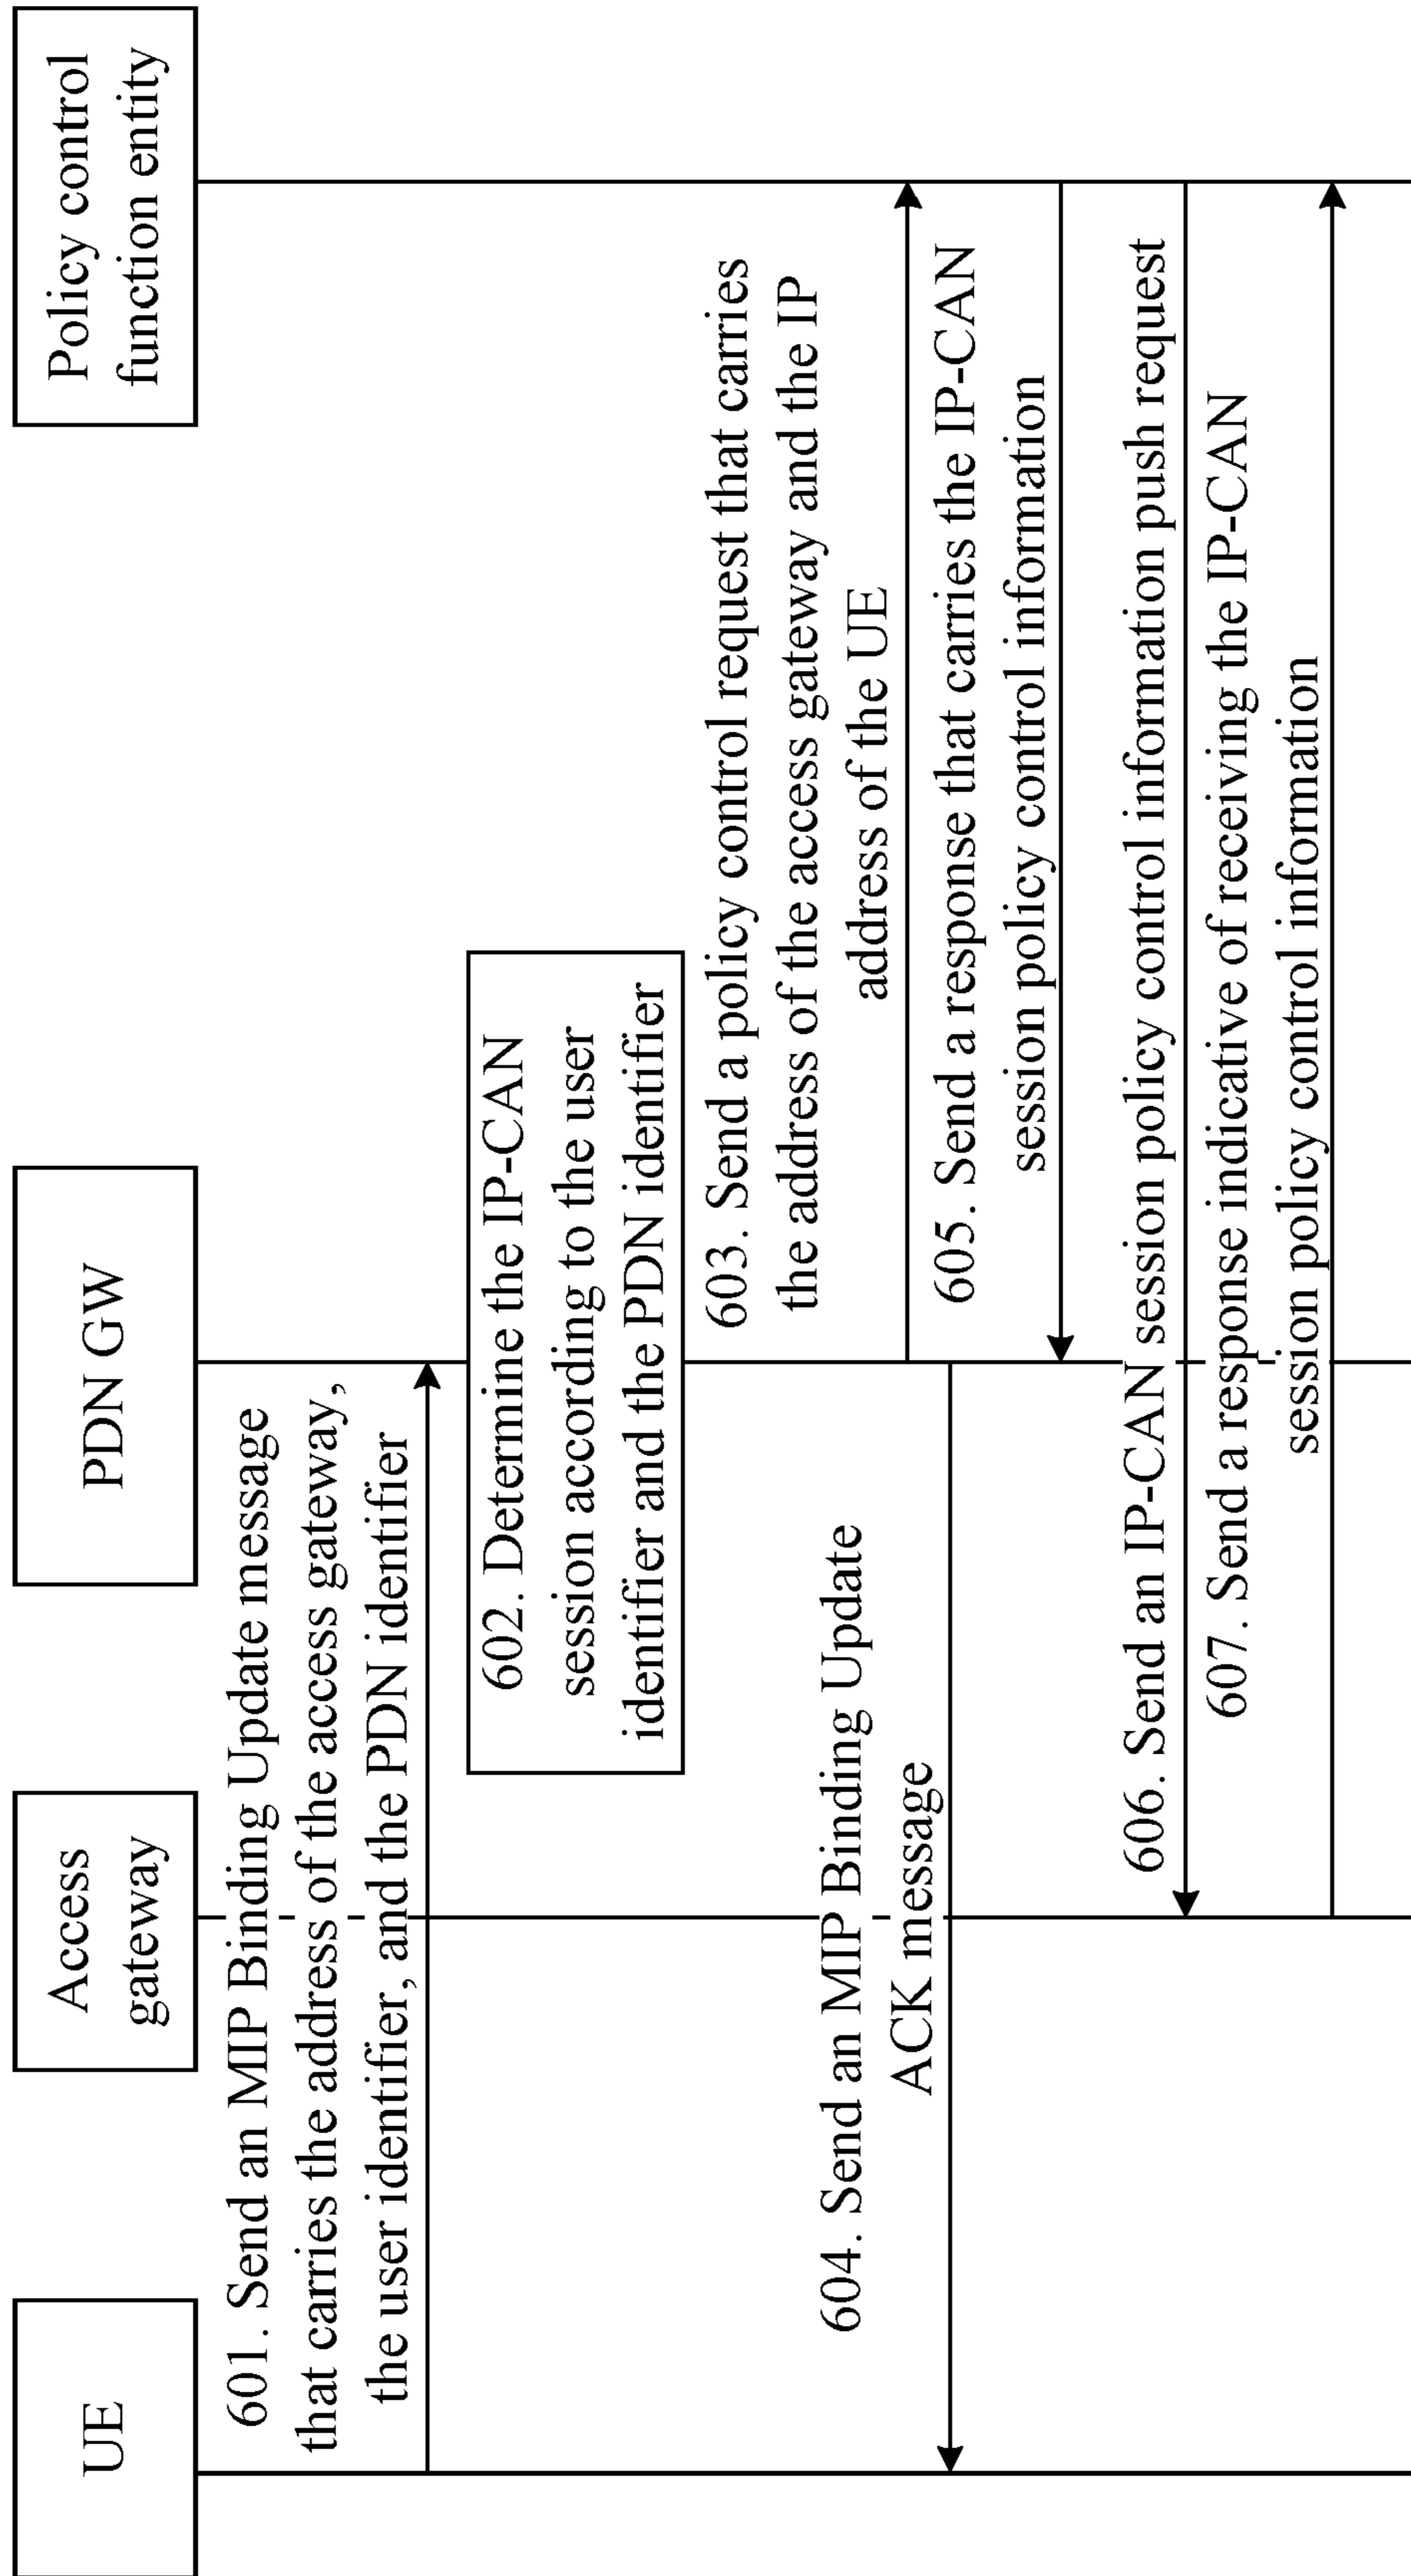 UE
Access
gateway
PDN GW
Policy control
function entity
601. Send an MIP Binding Update message
that carries the address of the access gateway,
the user identifier, and the PDN identifier
602. Determine the IP-CAN
session according to the user
identifier and the PDN identifier
603. Send a policy control request that carries
the address of the access gateway and the IP
address of the UE
604. Send an MIP Binding Update
ACK message
605. Send a response that carries the IP-CAN
session policy control information
606. Send an IP-CAN session policy control information push request
607. Send a response indicative of receiving the IP-CAN
session policy control information